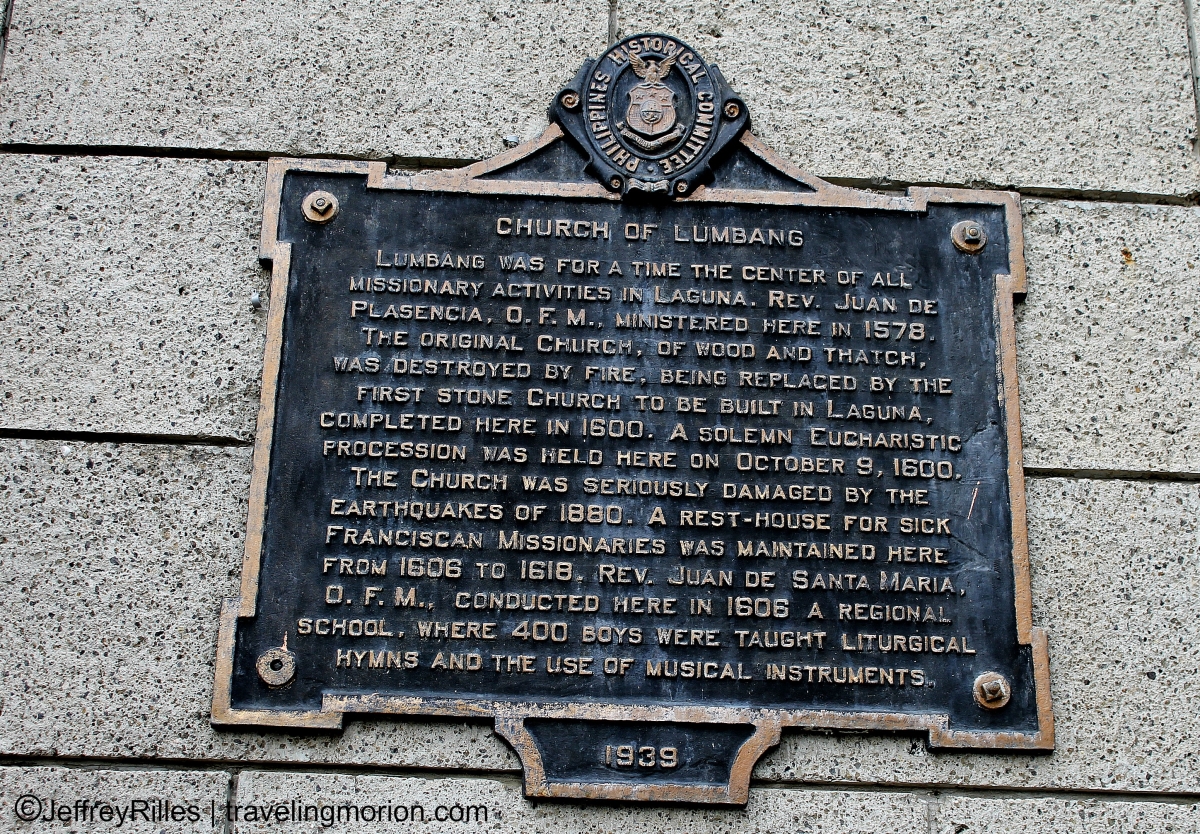 PHILIPPINES HISTORICAL COMMITTEE
CHURCH OF LUMBANG
LUMBANG WAS FOR A TIME THE CENTER OF ALL
MISSIONARY ACTIVITIES IN LAGUNA. REV. JUAN DE
PLASENCIA, O. F. M., MINISTERED HERE IN 1578.
THE ORIGINAL CHURCH, OF WOOD AND THATCH,
WAS DESTROYED BY FIRE, BEING REPLACED BY THE
FIRST STONE CHURCH TO BE BUILT IN LAGUNA,
COMPLETED HERE IN 1600. A SOLEMN EUCHARISTIC
PROCESSION WAS HELD HERE ON OCTOBER 9, 1600.
THE CHURCH WAS SERIOUSLY DAMAGED BY THE
EARTHQUAKES OF 1880. A REST-HOUSE FOR SICK
FRANCISCAN MISSIONARIES WAS MAINTAINED HERE
FROM 1606 TO 1618. REV. JUAN DE SANTA MARIA,
O. F. M., CONDUCTED HERE IN 1606 A REGIONAL
SCHOOL, WHERE 400 BOYS WERE TAUGHT LITURGICAL
HYMNS AND THE USE OF MUSICAL INSTRUMENTS.
1939
©JeffreyRilles | travelingmorion.com